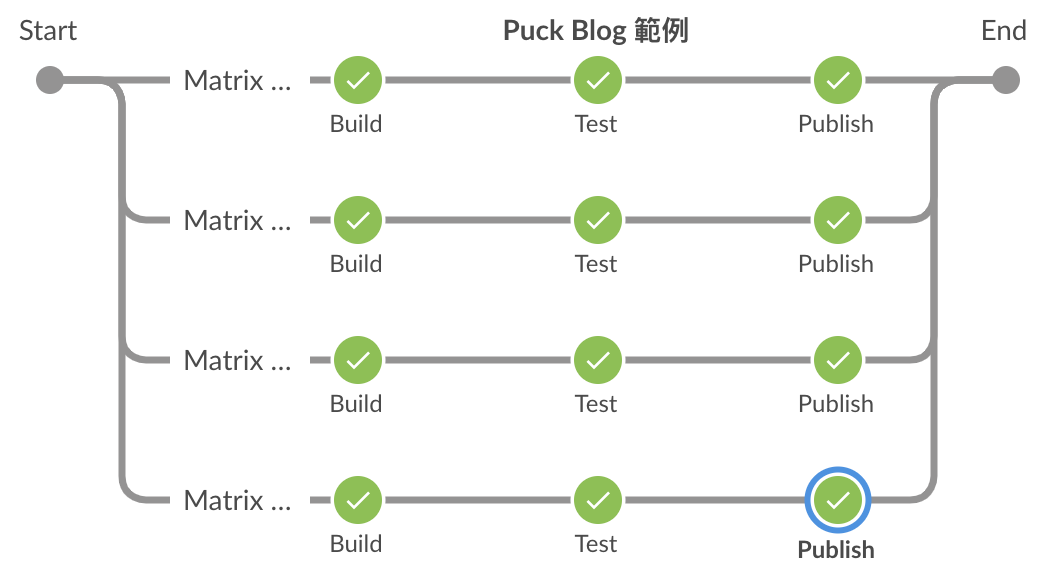 Start
Puck Blog 範例
End
Matrix ...
Build
Test
Publish
Matrix ...
Build
Test
Publish
Matrix ...
Build
Test
Publish
Matrix ...
Build
Test
Publish